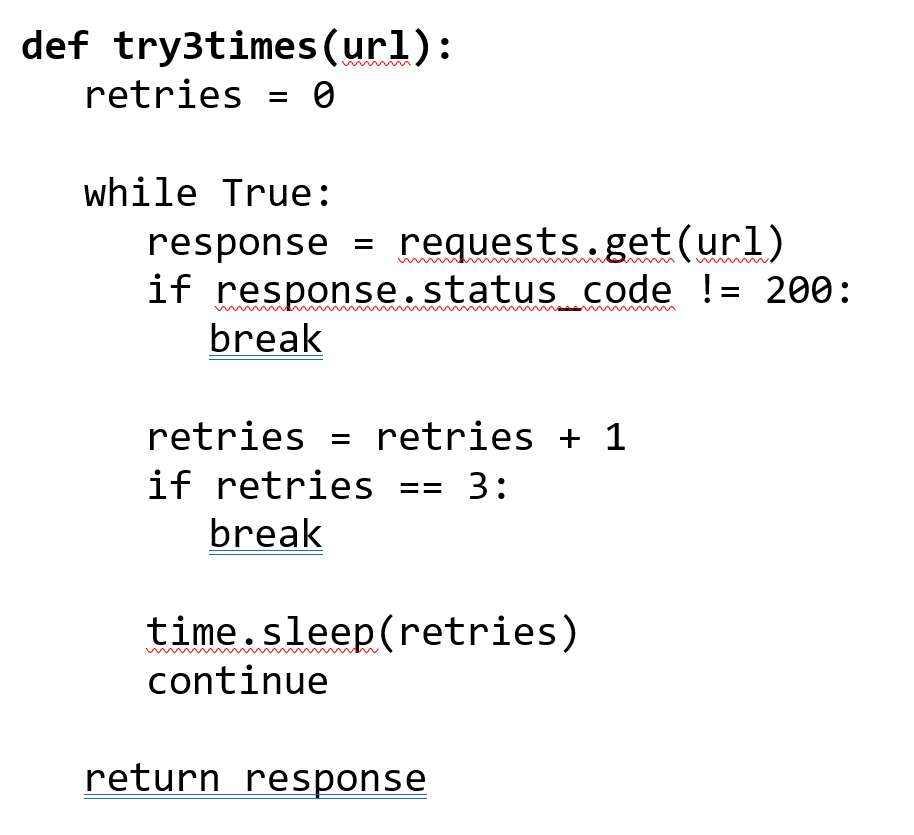 def try3times(url):
retries = 0
while True:
response = requests.get(url)
if response.status_code != 200:
break
retries = retries + 1
if retries == 3:
break
time.sleep(retries)
continue
return response